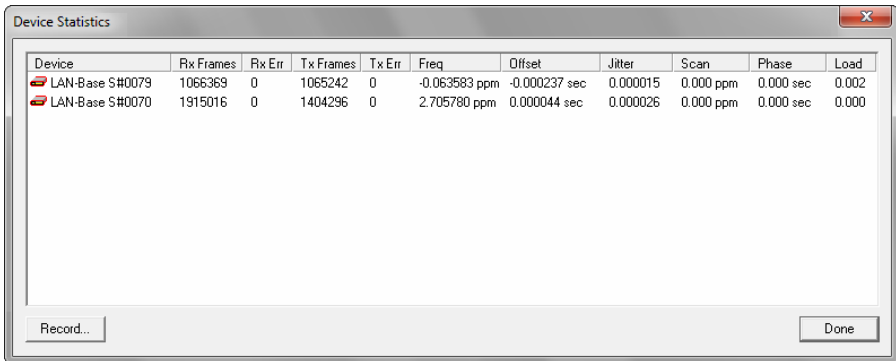 Device Statistics
Device Rx Frames Rx Err Tx Frames Tx Err Freq Offset Jitter Scan Phase Load
LAN-Base S#0079 1066369 0 1065242 0 -0.063583 ppm -0.000237 sec 0.000015 0.000 ppm 0.000 sec 0.002
LAN-Base S#0070 1915016 0 1404296 0 2.705780 ppm 0.000044 sec 0.000026 0.000 ppm 0.000 sec 0.000
Record... Done